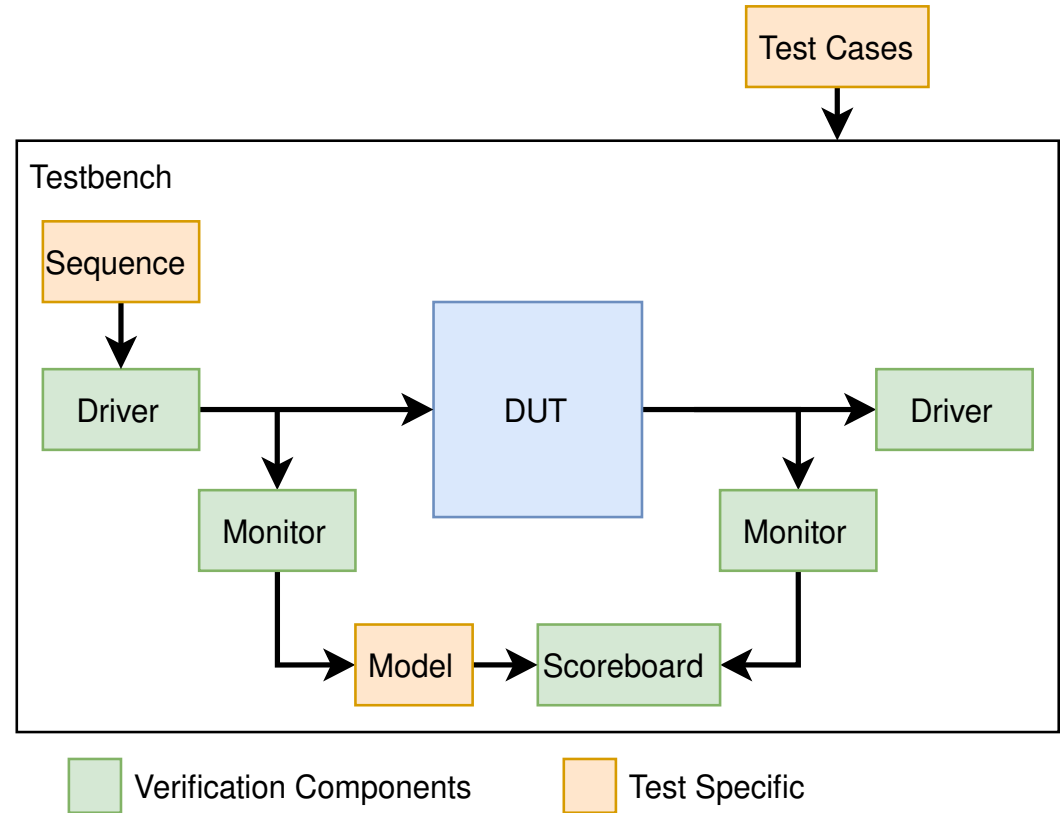 Test Cases
Testbench
Sequence
Driver
DUT
Driver
Monitor
Monitor
Model
Scoreboard
Verification Components
Test Specific